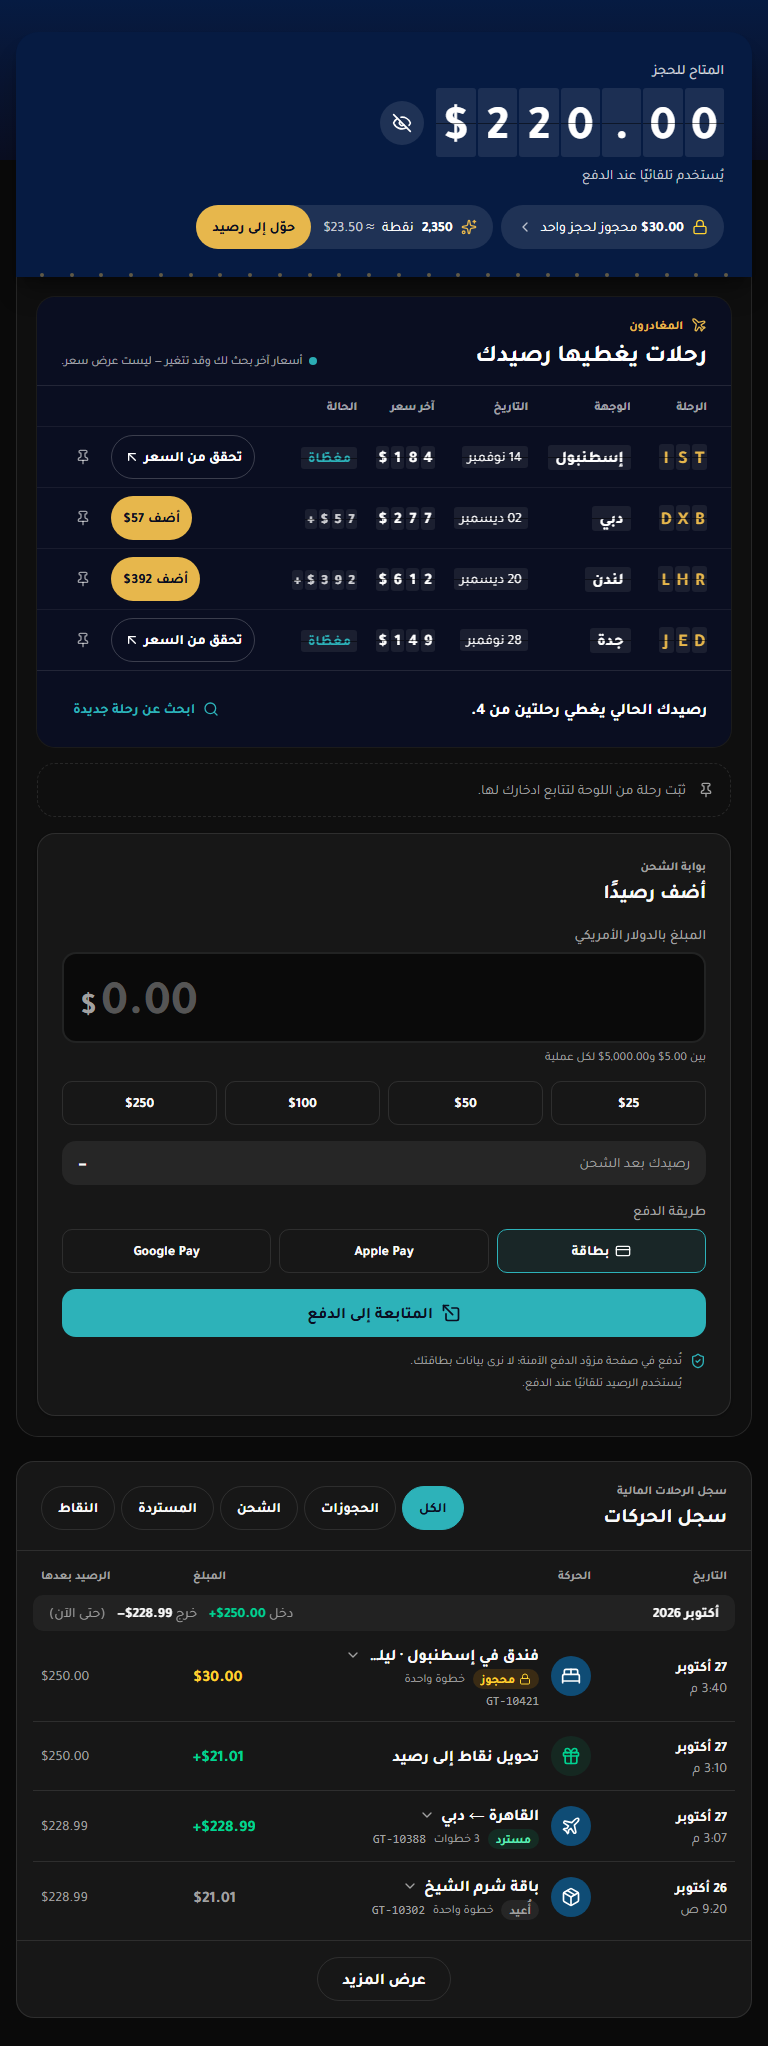 المتاح للحجز
$220.00
يُستخدم تلقائيًا عند الدفع
$30.00 محجوز لحجز واحد
2,350 نقطة ≈ $23.50
حوّل إلى رصيد
المغادرون
رحلات يغطيها رصيدك
أسعار آخر بحث لك وقد تتغير — ليست عرض سعر.
الرحلة الوجهة التاريخ آخر سعر الحالة
IST إسطنبول 14 نوفمبر $184 مغطّاة تحقق من السعر
DXB دبي 02 ديسمبر $277 +$57 أضف $57
LHR لندن 20 ديسمبر $612 +$392 أضف $392
JED جدة 28 نوفمبر $149 مغطّاة تحقق من السعر
رصيدك الحالي يغطي رحلتين من 4.
ابحث عن رحلة جديدة
ثبّت رحلة من اللوحة لتتابع ادخارك لها.
بوابة الشحن
أضف رصيدًا
المبلغ بالدولار الأمريكي
$ 0.00
بين $5.00 و$5,000.00 لكل عملية
$25 $50 $100 $250
رصيدك بعد الشحن –
طريقة الدفع
بطاقة Apple Pay Google Pay
المتابعة إلى الدفع
تُدفع في صفحة مزوّد الدفع الآمنة؛ لا نرى بيانات بطاقتك.
يُستخدم الرصيد تلقائيًا عند الدفع.
سجل الرحلات المالية
سجل الحركات
الكل الحجوزات الشحن المستردة النقاط
التاريخ الحركة المبلغ الرصيد بعدها
أكتوبر 2026 دخل +$250.00 خرج –$228.99 (حتى الآن)
27 أكتوبر فندق في إسطنبول · ليلـ… $30.00 $250.00
3:40 م محجوز خطوة واحدة
GT-10421
27 أكتوبر تحويل نقاط إلى رصيد +$21.01 $250.00
3:10 م
27 أكتوبر القاهرة ← دبي +$228.99 $228.99
3:07 م مسترد 3 خطوات GT-10388
26 أكتوبر باقة شرم الشيخ $21.01 $228.99
9:20 ص أُعيد خطوة واحدة GT-10302
عرض المزيد